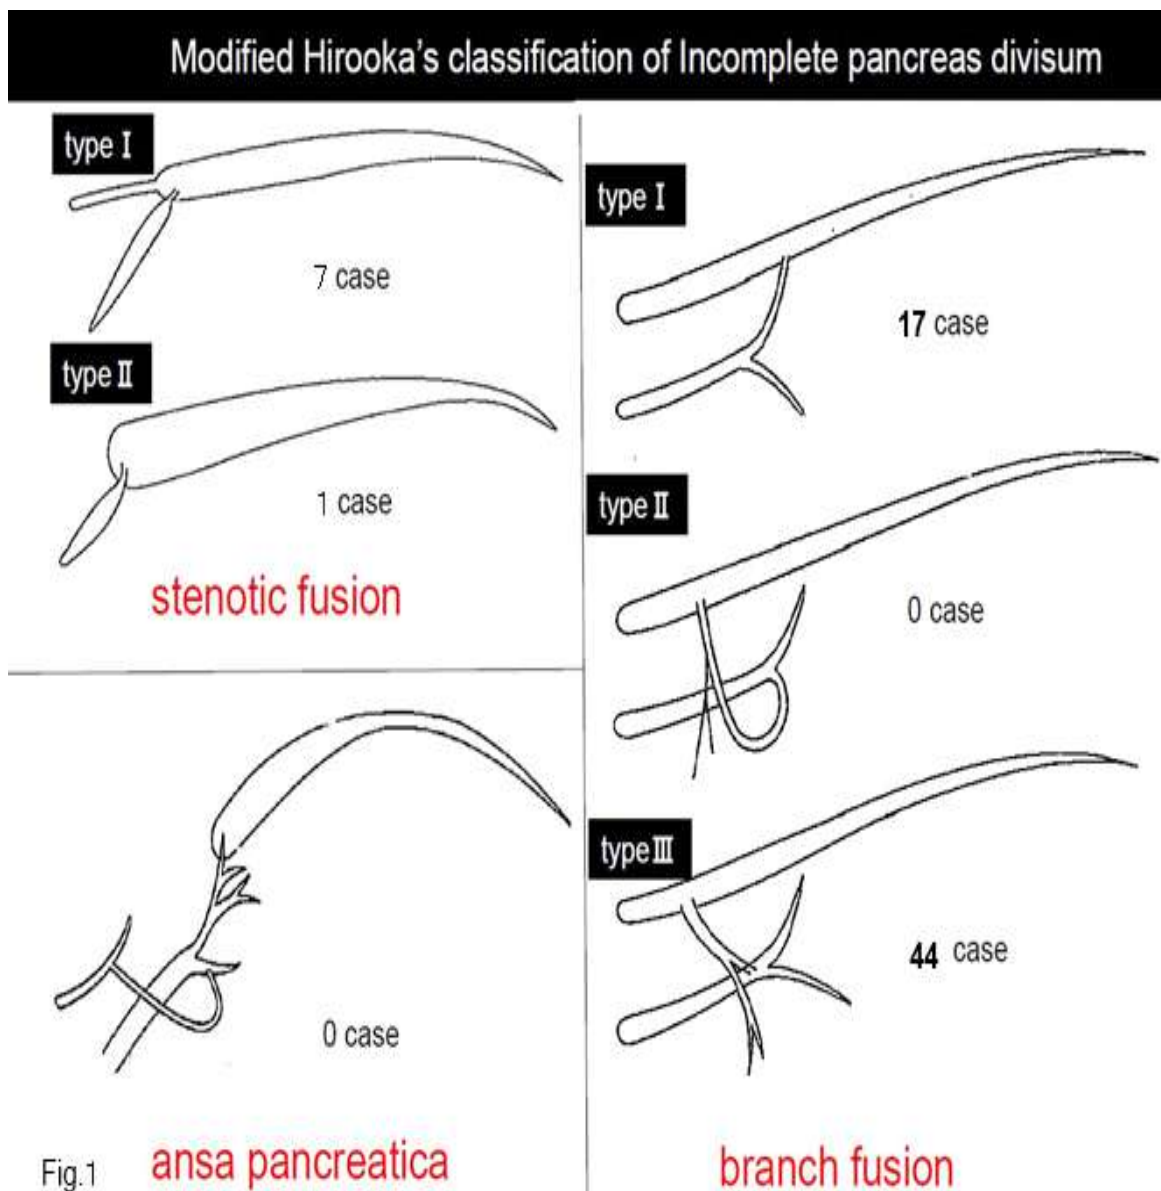 Modified Hirooka's classification of Incomplete pancreas divisum
type Ⅰ
7 case
type Ⅱ
1 case
stenotic fusion
0 case
ansa pancreatica
Fig.1
type Ⅰ
17 case
type Ⅱ
0 case
type Ⅲ
44 case
branch fusion